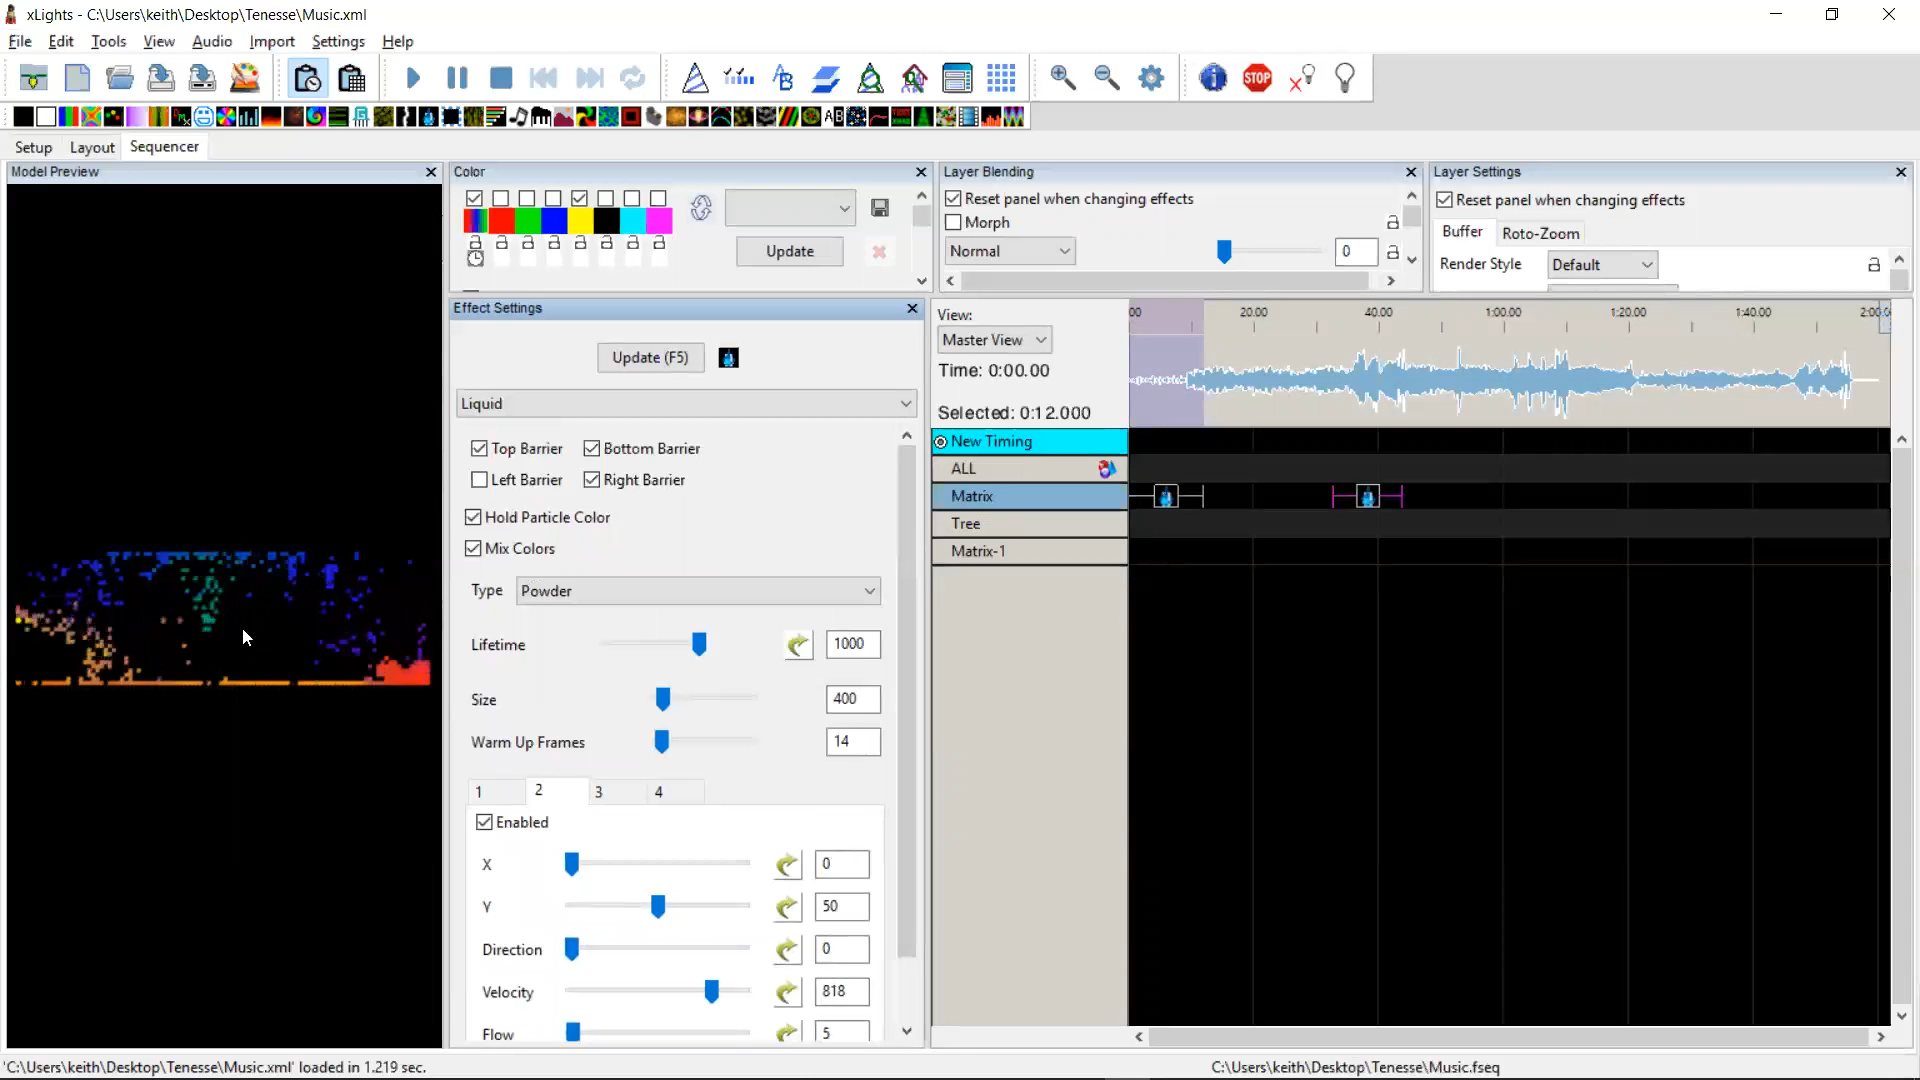 xLights - C:\Users\keith\Desktop\Tenesse\Music.xml
File Edit Tools View Audio Import Settings Help
Setup Layout Sequencer
Model Preview
Color
Update
Layer Blending
Reset panel when changing effects
Morph
Normal 0
Layer Settings
Reset panel when changing effects
Buffer Roto-Zoom
Render Style Default
Effect Settings
Update (F5)
Liquid
Top Barrier Bottom Barrier
Left Barrier Right Barrier
Hold Particle Color
Mix Colors
Type Powder
Lifetime 1000
Size 400
Warm Up Frames 14
1 2 3 4
Enabled
X 0
Y 50
Direction 0
Velocity 818
Flow 5
View:
Master View
Time: 0:00.00
Selected: 0:12.000
20.00 40.00 1:00.00 1:20.00 1:40.00
New Timing
ALL
Matrix
Tree
Matrix-1
'C:\Users\keith\Desktop\Tenesse\Music.xml' loaded in 1.219 sec.
C:\Users\keith\Desktop\Tenesse\Music.fseq